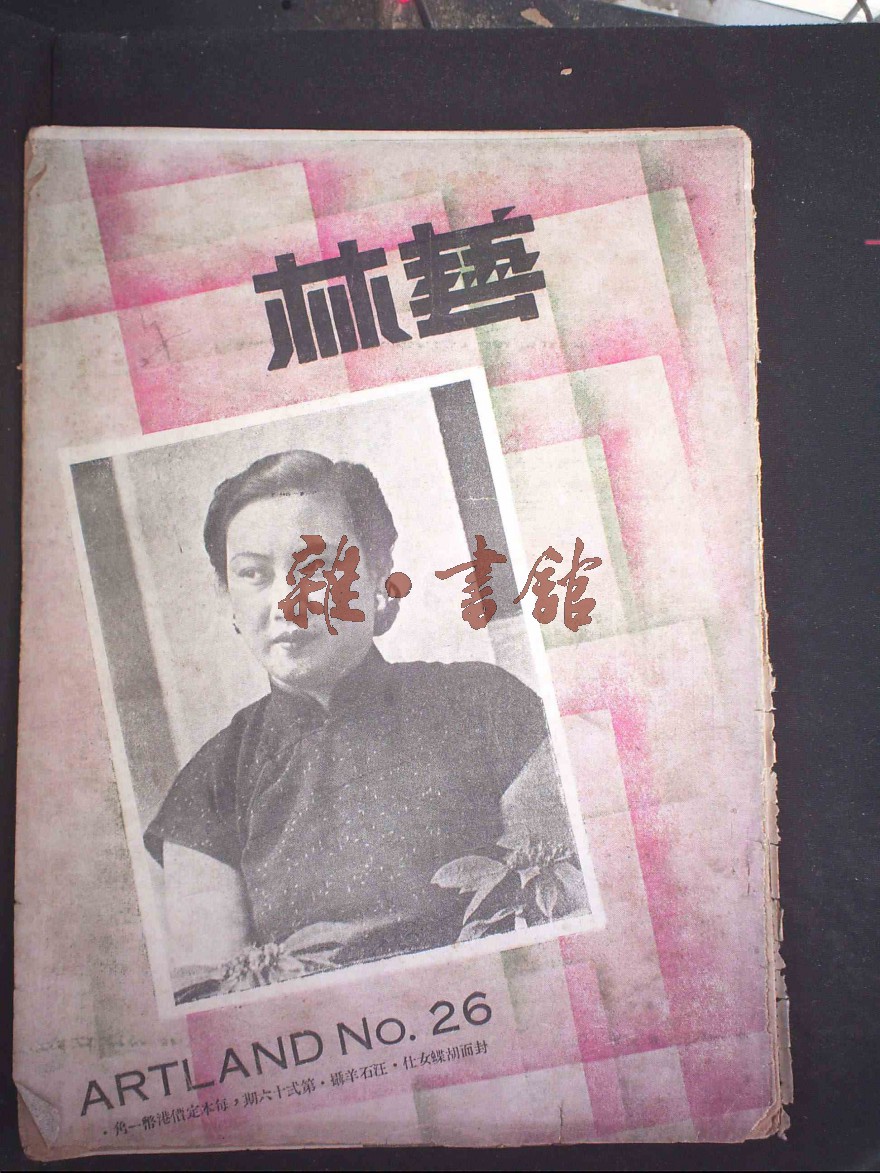 藝林
雜·書館
ARTLAND No. 26
封面胡蝶女仕·汪石羊攝·第弍十六期，每本定價港幣一角·